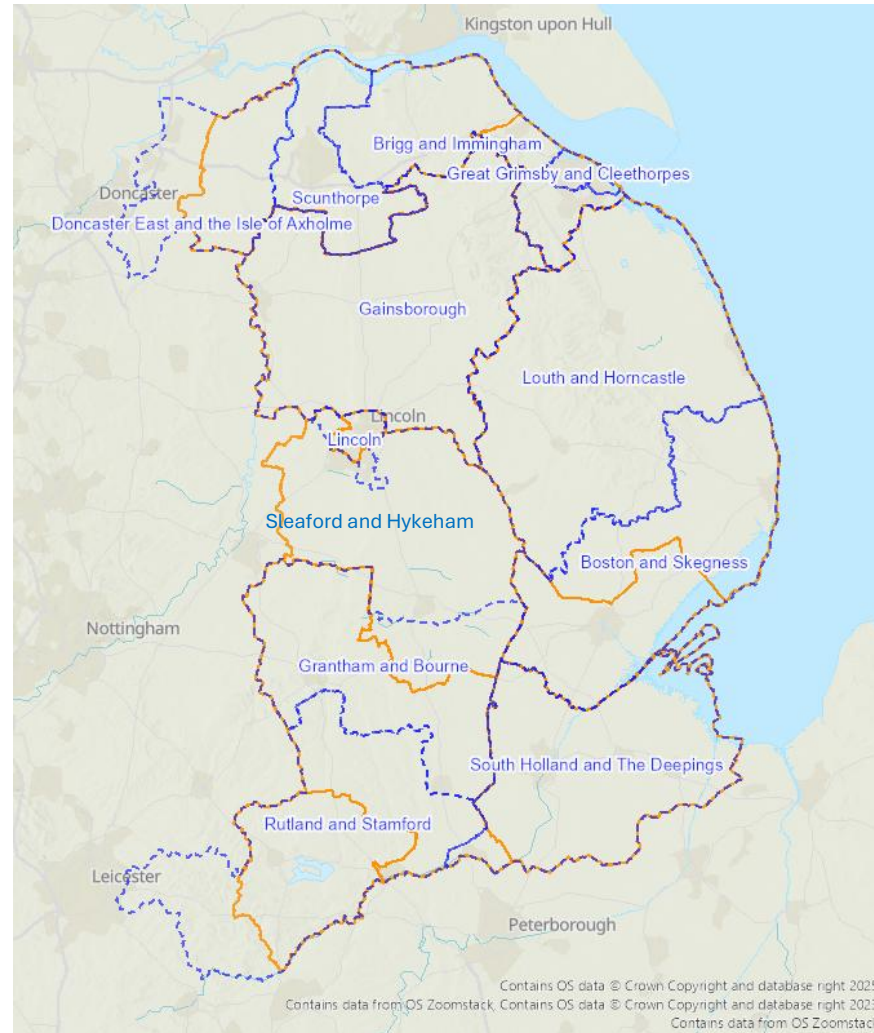 Kingston upon Hull
Brigg and Immingham
Great Grimsby and Cleethorpes
Doncaster
Scunthorpe
Doncaster East and the Isle of Axholme
Gainsborough
Louth and Horncastle
Lincoln
Lincoln
Sleaford and Hykeham
Boston and Skegness
Nottingham
Grantham and Bourne
South Holland and The Deepings
Rutland and Stamford
Leicester
Peterborough
Contains OS data © Crown Copyright and database right 2025
Contains data from OS Zoomstack, Contains OS data © Crown Copyright and database right 2023
Contains data from OS Zoomstack